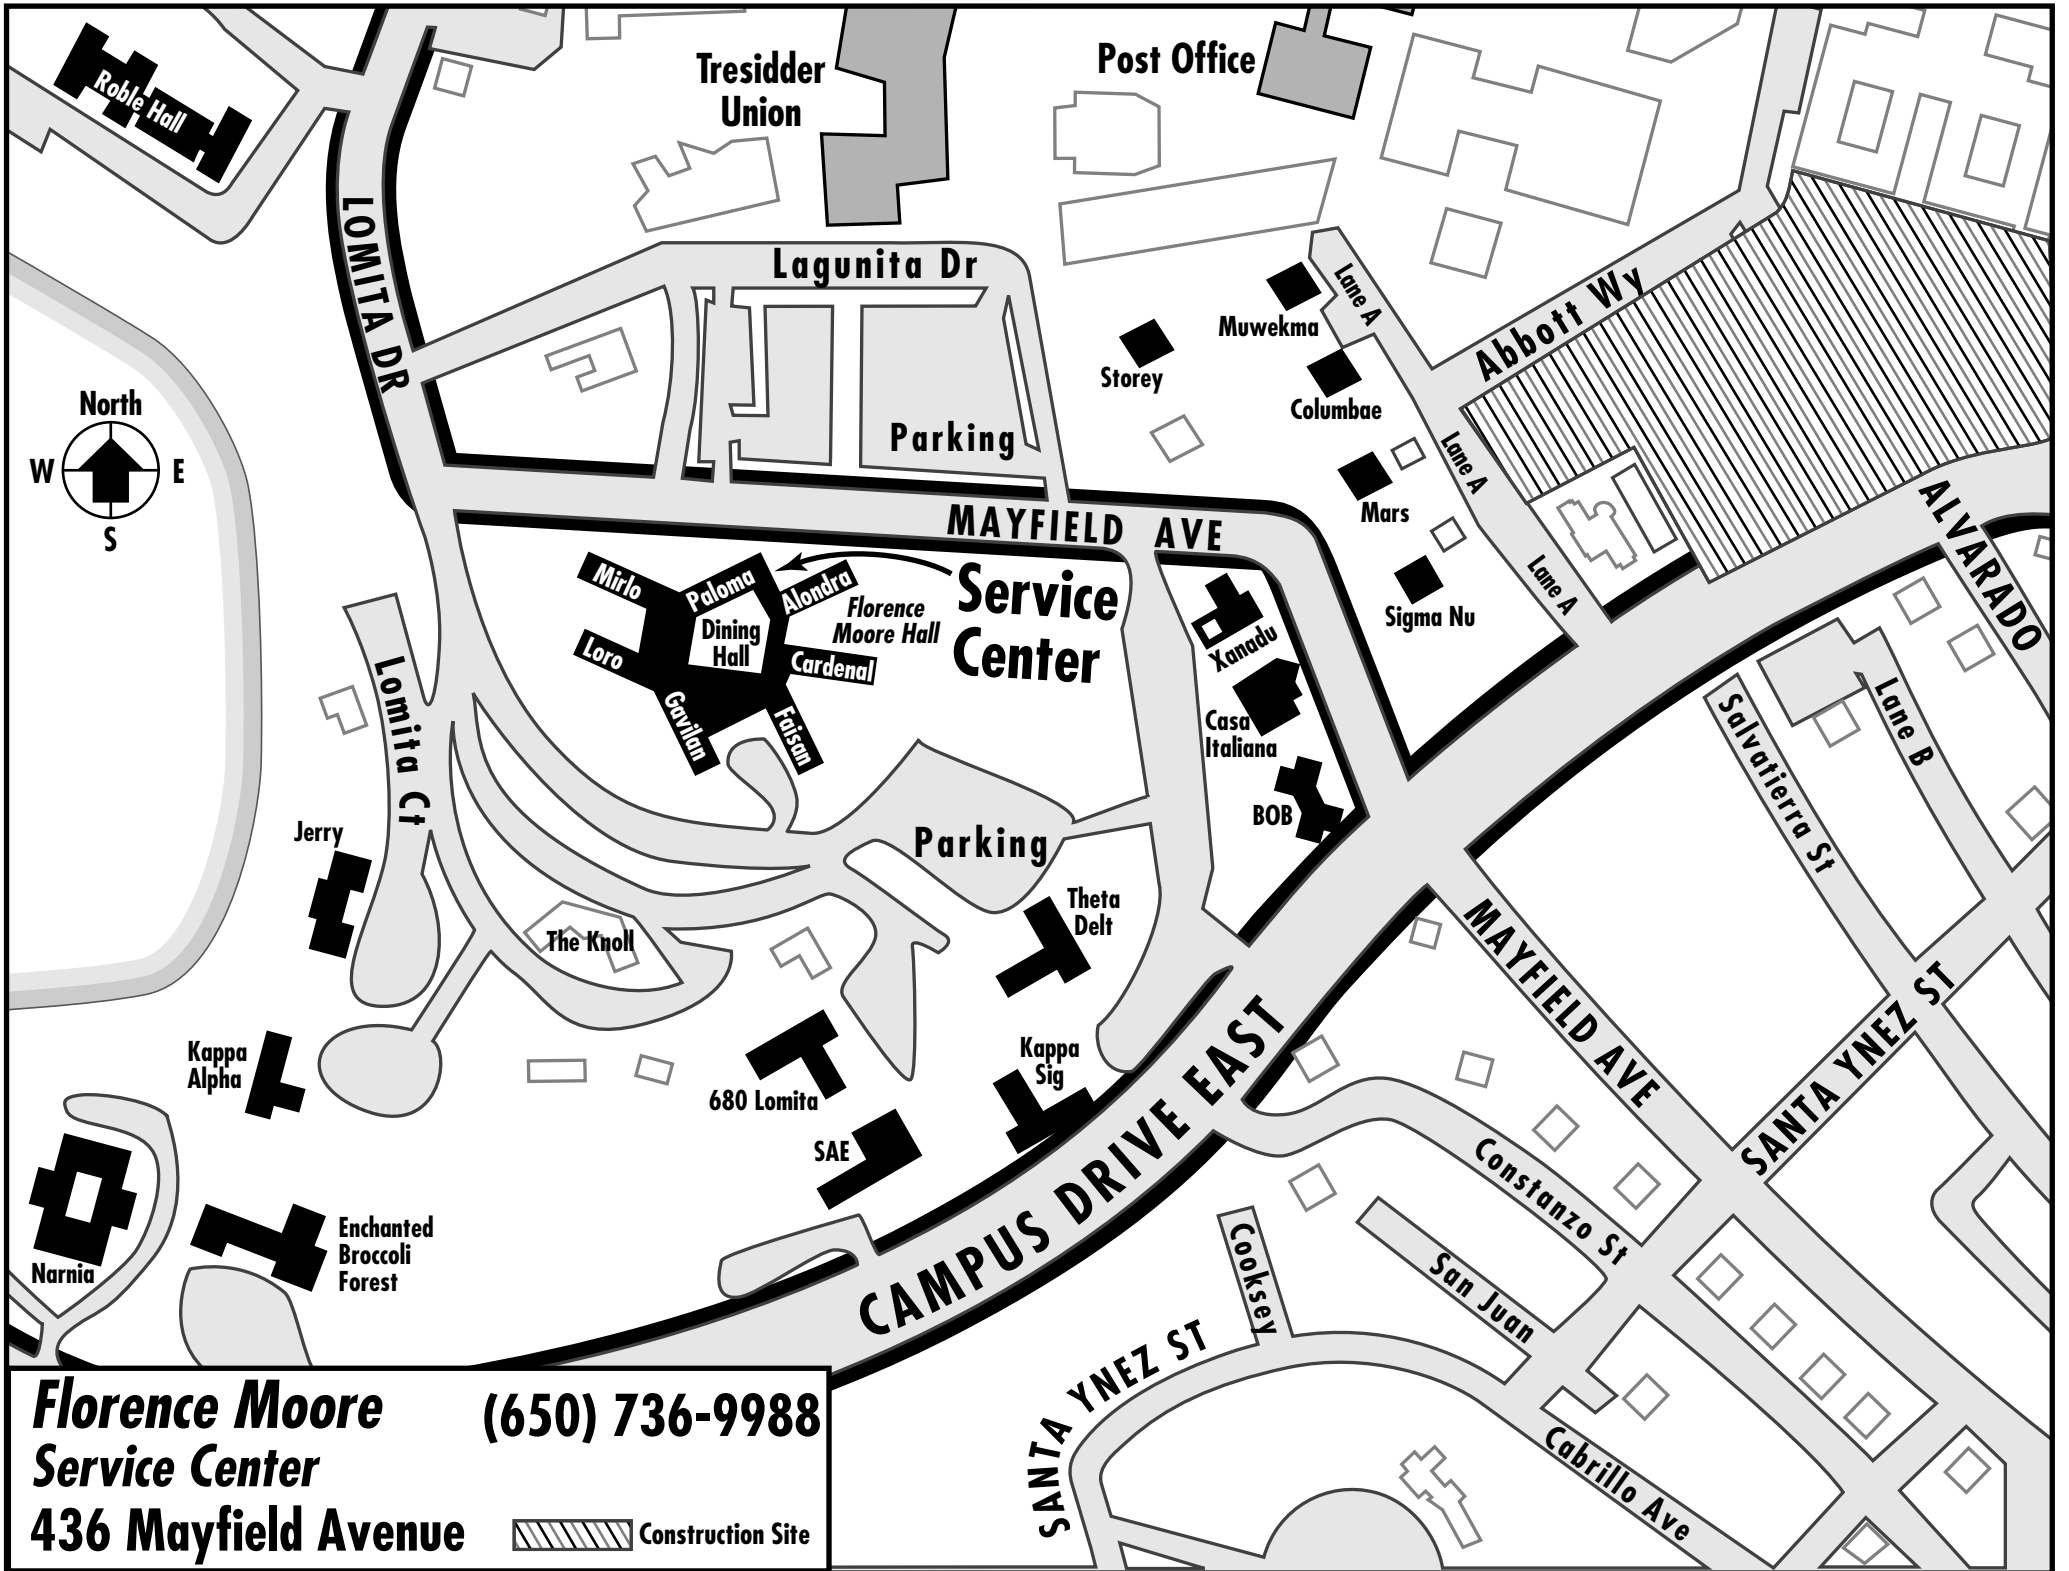 Roble Hall
Tresidder
Union
Post Office
LOMITA DR
Lagunita Dr
Lane A
Muwekma
Abbott Wy
Storey
Columbae
North
W
E
S
Parking
Lane A
Mars
MAYFIELD AVE
ALVARADO
Mirlo
Paloma
Alondra
Service
Center
Florence
Moore Hall
Dining
Hall
Loro
Cardenal
Gavilan
Faisan
Xanadu
Lane A
Sigma Nu
Casa
Italiana
BOB
Lomita Ct
Salvatierra St
Lane B
Jerry
Parking
The Knoll
Theta
Delt
MAYFIELD AVE
SANTA YNEZ ST
Kappa
Alpha
680 Lomita
Kappa
Sig
SAE
CAMPUS DRIVE EAST
Constanzo St
Narnia
Enchanted
Broccoli
Forest
Cooksey
San Juan
SANTA YNEZ ST
Cabrillo Ave
Florence Moore
Service Center
(650) 736-9988
436 Mayfield Avenue
Construction Site